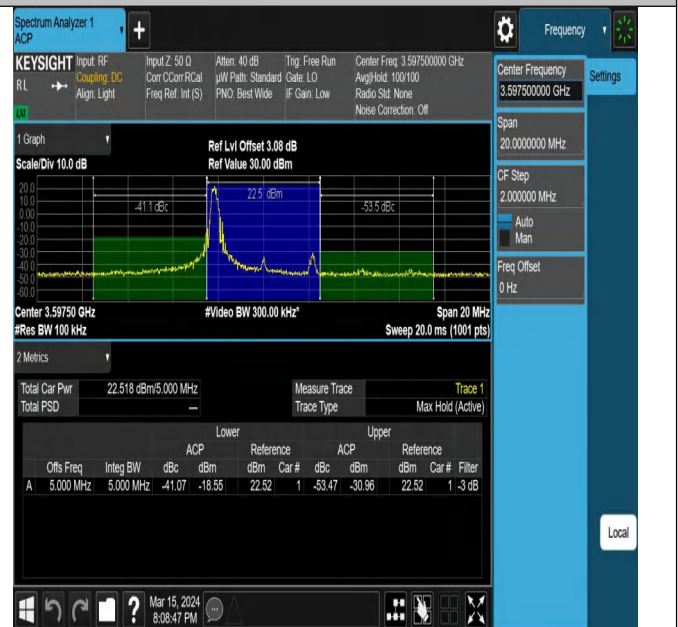 Spectrum Analyzer 1
ACP
Frequency
KEYSIGHT Input: RF Input Z: 50 Ω Atten: 40 dB Trig: Free Run Center Freq: 3.597500000 GHz
RL Coupling: DC Corr CCorr RCal µW Path: Standard Gate: LO Avg|Hold: 100/100
Align: Light Freq Ref: Int (S) PNO: Best Wide IF Gain: Low Radio Std: None
LXI Noise Correction: Off
Center Frequency
3.597500000 GHz
Settings
Span
20.0000000 MHz
CF Step
2.000000 MHz
Auto
Man
Freq Offset
0 Hz
Local
1 Graph
Ref Lvl Offset 3.08 dB
Scale/Div 10.0 dB Ref Value 30.00 dBm
20.0
10.0
0.00
-10.0
-20.0
-30.0
-40.0
-50.0
-60.0
-41.1 dBc 22.5 dBm -53.5 dBc
Center 3.59750 GHz #Video BW 300.00 kHz* Span 20 MHz
#Res BW 100 kHz Sweep 20.0 ms (1001 pts)
2 Metrics
Total Car Pwr 22.518 dBm/5.000 MHz Measure Trace Trace 1
Total PSD --- Trace Type Max Hold (Active)
Lower Upper
ACP Reference ACP Reference
Offs Freq Integ BW dBc dBm dBm Car # dBc dBm dBm Car # Filter
A 5.000 MHz 5.000 MHz -41.07 -18.55 22.52 1 -53.47 -30.96 22.52 1 -3 dB
Mar 15, 2024
8:08:47 PM